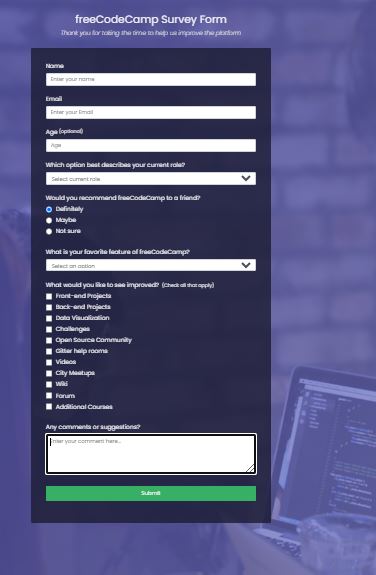 freeCodeCamp Survey Form
Thank you for taking the time to help us improve the platform
Name
Enter your name
Email
Enter your Email
Age (optional)
Age
Which option best describes your current role?
Select current role
Would you recommend freeCodeCamp to a friend?
Definitely
Maybe
Not sure
What is your favorite feature of freeCodeCamp?
Select an option
What would you like to see improved? (Check all that apply)
Front-end Projects
Back-end Projects
Data Visualization
Challenges
Open Source Community
Gitter help rooms
Videos
City Meetups
Wiki
Forum
Additional Courses
Any comments or suggestions?
Enter your comment here...
Submit